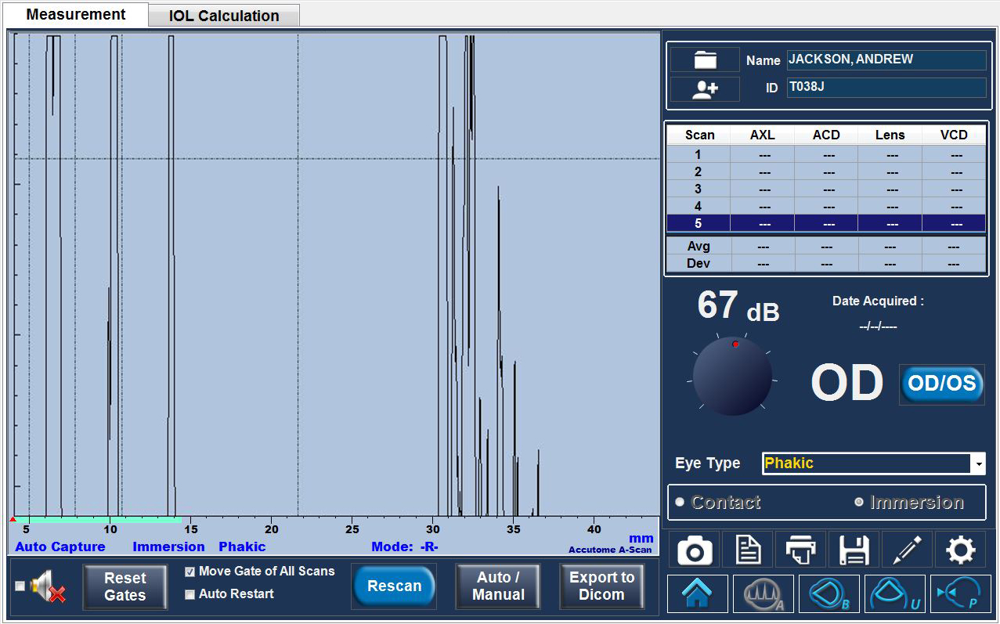 Measurement IOL Calculation
Name JACKSON, ANDREW
ID T038J
Scan AXL ACD Lens VCD
1 --- --- --- ---
2 --- --- --- ---
3 --- --- --- ---
4 --- --- --- ---
5 --- --- --- ---
Avg --- --- --- ---
Dev --- --- --- ---
67 dB
Date Acquired :
--/--/----
OD OD/OS
Eye Type Phakic
Contact Immersion
5 10 15 20 25 30 35 40
mm
Auto Capture Immersion Phakic Mode: -R-
Accutome A-Scan
Reset
Gates
Move Gate of All Scans
Auto Restart
Rescan
Auto /
Manual
Export to
Dicom
A B U P